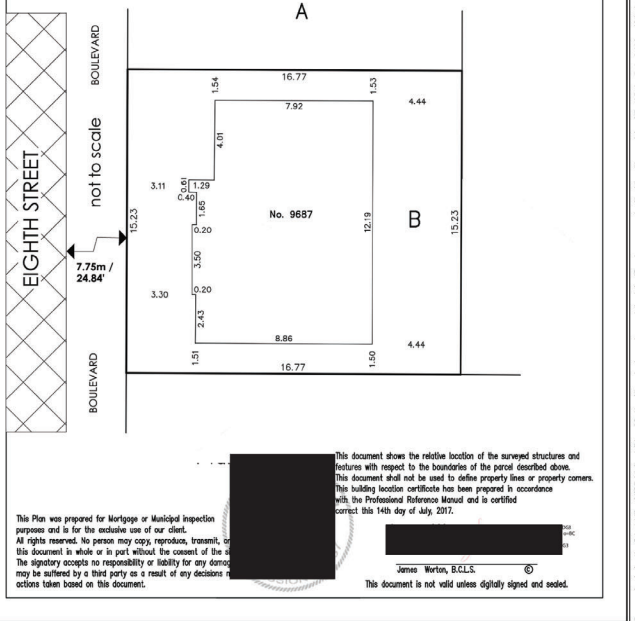 A
BOULEVARD
16.77
1.54
1.53
7.92
4.44
4.01
EIGHTH STREET
not to scale
3.11
0.61
1.29
0.40
1.65
No. 9687
15.23
0.20
12.19
B
15.23
7.75m /
24.84'
3.50
3.30
0.20
2.43
8.86
4.44
1.51
1.50
16.77
BOULEVARD
This document shows the relative location of the surveyed structures and
features with respect to the boundaries of the parcel described above.
This document shall not be used to define property lines or property corners.
This building location certificate has been prepared in accordance
with the Professional Reference Manual and is certified
correct this 14th day of July, 2017.
This Plan was prepared for Mortgage or Municipal inspection
purposes and is for the exclusive use of our client.
All rights reserved. No person may copy, reproduce, transmit, or
this document in whole or in part without the consent of the
The signatory accepts no responsibility or liability for any
may be suffered by a third party as a result of any decisions
actions taken based on this document.
James Worton, B.C.L.S. ©
This document is not valid unless digitally signed and sealed.